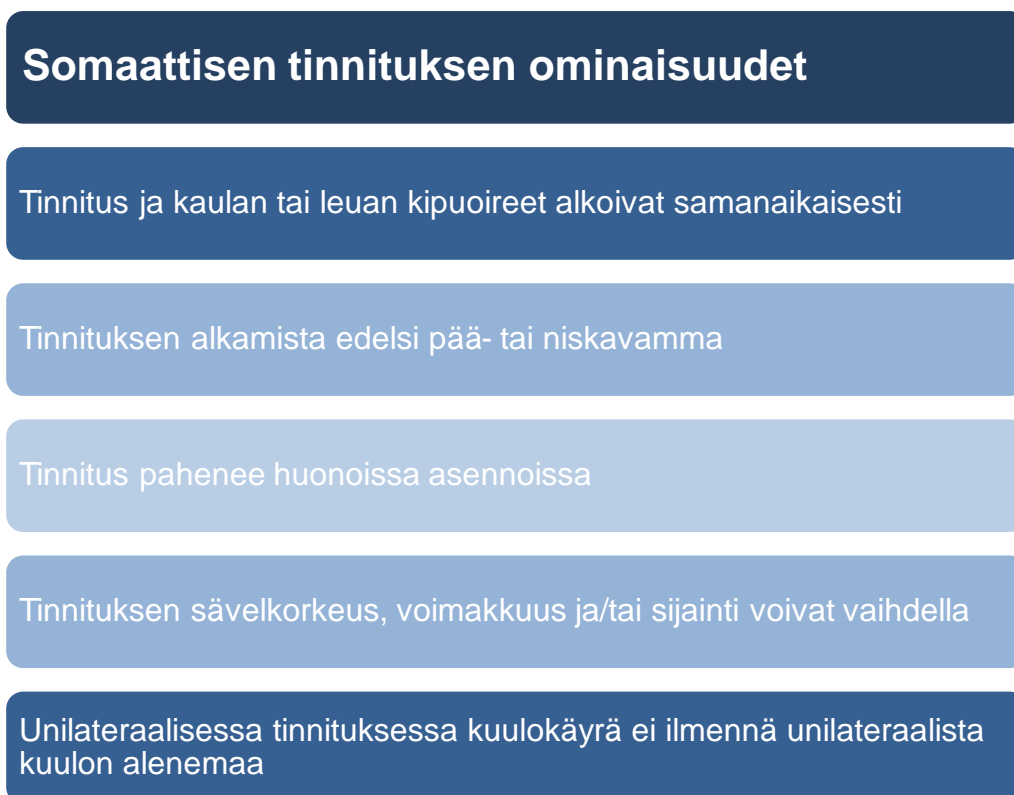 Somaattisen tinnituksen ominaisuudet
Tinnitus ja kaulan tai leuan kipuoireet alkoivat samanaikaisesti
Tinnituksen alkamista edelsi pää- tai niskavamma
Tinnitus pahenee huonoissa asennoissa
Tinnituksen sävelkorkeus, voimakkuus ja/tai sijainti voivat vaihdella
Unilateraalisessa tinnituksessa kuulokäyrä ei ilmennä unilateraalista
kuulon alenemaa